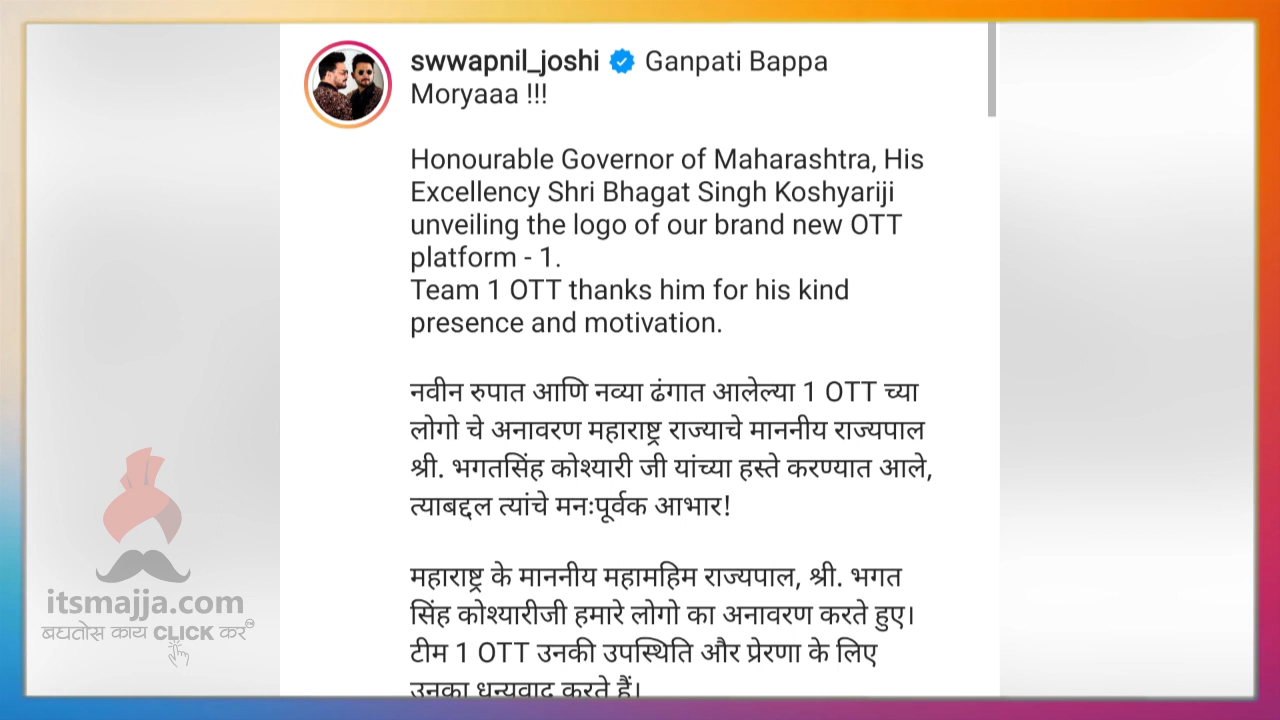 swwapnil_joshi Ganpati Bappa
Moryaaa !!!
Honourable Governor of Maharashtra, His
Excellency Shri Bhagat Singh Koshyariji
unveiling the logo of our brand new OTT
platform - 1.
Team 1 OTT thanks him for his kind
presence and motivation.
नवीन रुपात आणि नव्या ढंगात आलेल्या 1 OTT च्या
लोगो चे अनावरण महाराष्ट्र राज्याचे माननीय राज्यपाल
श्री. भगतसिंह कोश्यारी जी यांच्या हस्ते करण्यात आले,
त्याबद्दल त्यांचे मनःपूर्वक आभार!
महाराष्ट्र के माननीय महामहिम राज्यपाल, श्री. भगत
सिंह कोश्यारीजी हमारे लोगो का अनावरण करते हुए।
टीम 1 OTT उनकी उपस्थिति और प्रेरणा के लिए
उनका धन्यवाद करते हैं।
itsmajja.com
बघतोस काय CLICK कर